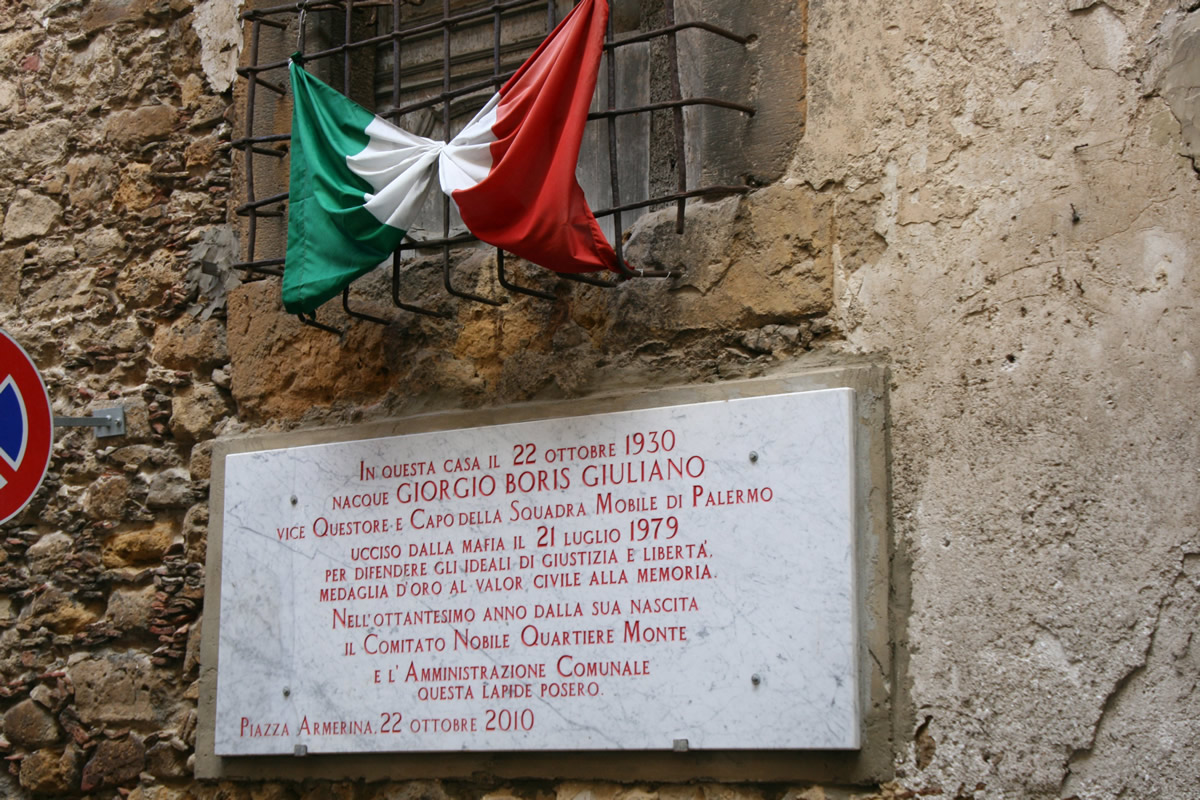 In questa casa il 22 ottobre 1930
nacque GIORGIO BORIS GIULIANO
vice Questore e Capo della Squadra Mobile di Palermo
ucciso dalla mafia il 21 luglio 1979
per difendere gli ideali di giustizia e libertà.
medaglia d'oro al valor civile alla memoria.
Nell'ottantesimo anno dalla sua nascita
il Comitato Nobile Quartiere Monte
e l'Amministrazione Comunale
questa lapide posero.
Piazza Armerina, 22 ottobre 2010